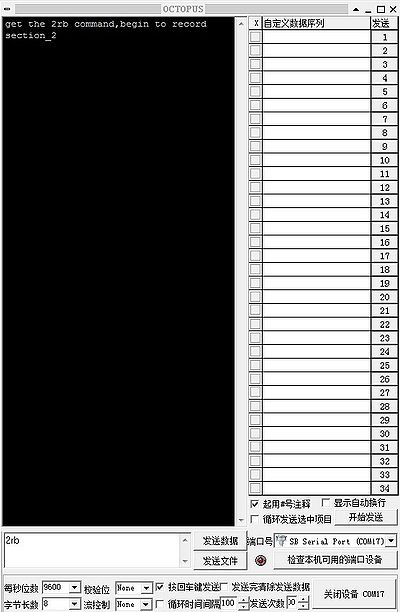 OCTOPUS
get the 2rb command,begin to record
section_2
X 自定义数据序列 发送
1
2
3
4
5
6
7
8
9
10
11
12
13
14
15
16
17
18
19
20
21
22
23
24
25
26
27
28
29
30
31
32
33
34
起用#号注释 显示自动换行
循环发送选中项目 开始发送
2rb
发送数据
端口号 SB Serial Port (COM17)
发送文件
检查本机可用的端口设备
每秒位数 9600 校验位 None 按回车键发送 发送完清除发送数据
字节长数 8 流控制 None 循环时间间隔 100 发送次数
关闭设备 COM17